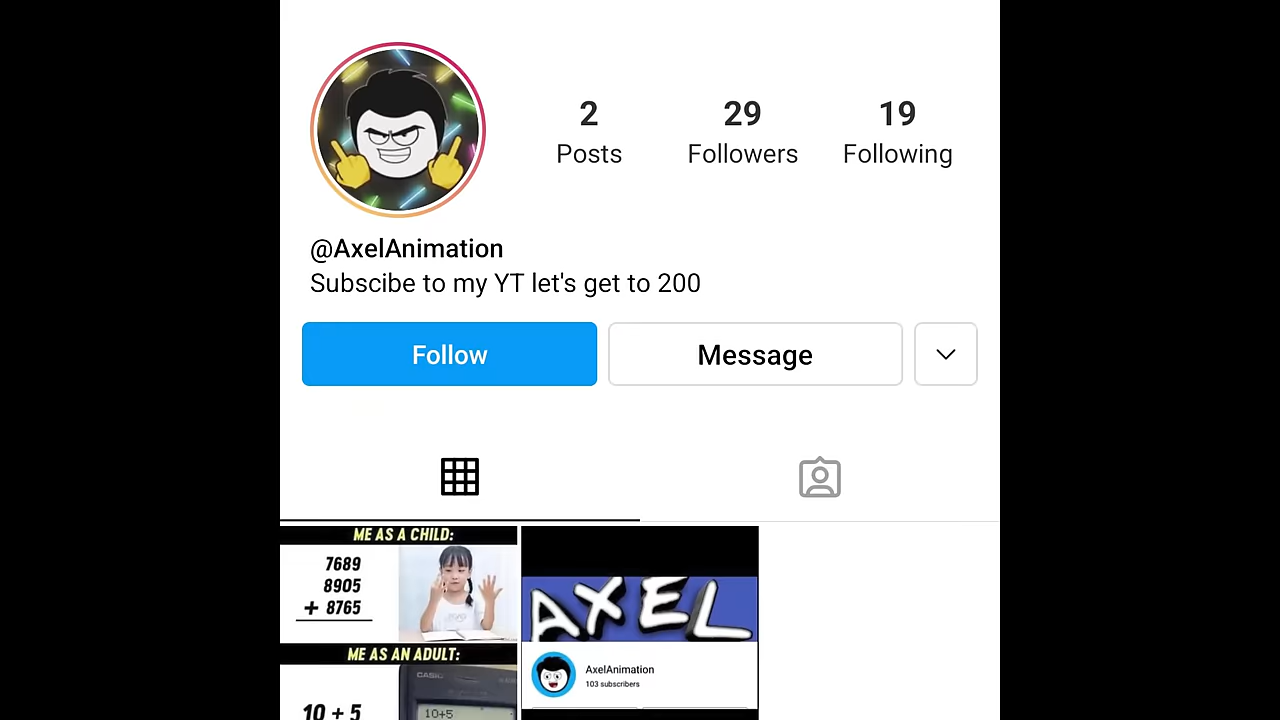 2 29 19
Posts Followers Following
@AxelAnimation
Subscibe to my YT let's get to 200
Follow Message
ME AS A CHILD:
7689
8905
+ 8765
ME AS AN ADULT:
CASIO
10 + 5
10+5
AXEL
AxelAnimation
103 subscribers